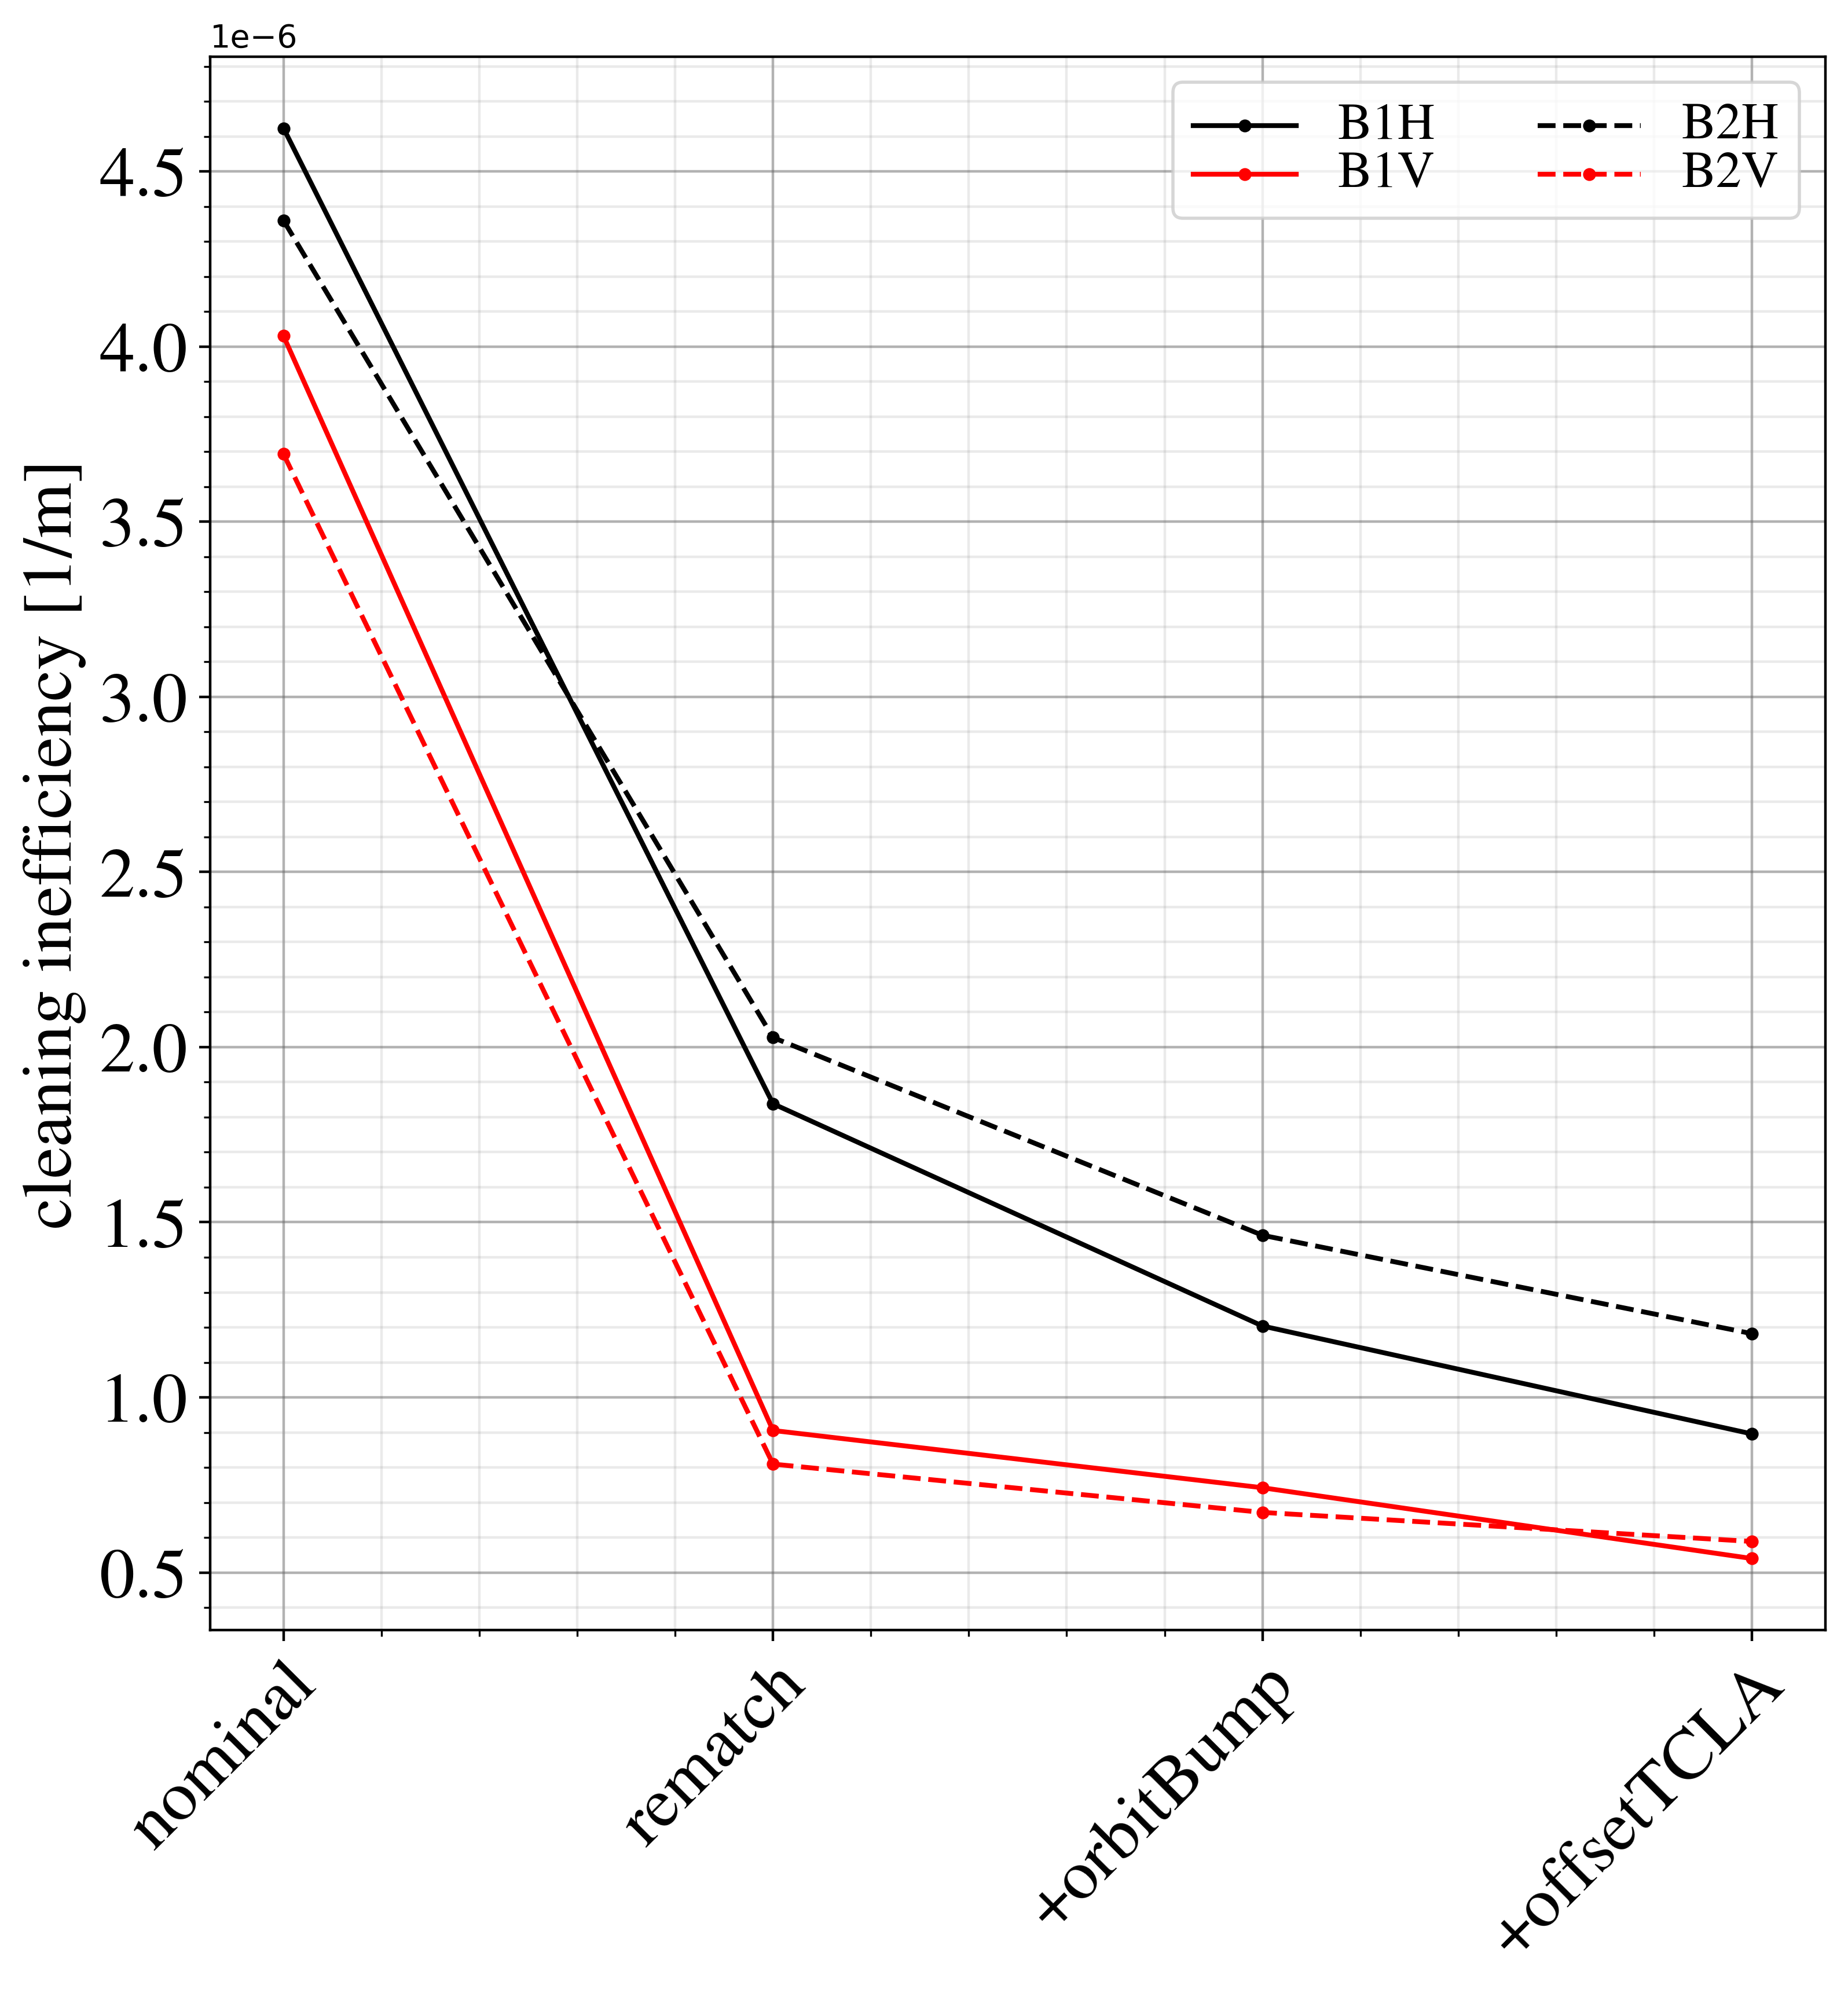 1e−6
B1H
B1V
B2H
B2V
4.5
4.0
3.5
3.0
2.5
2.0
1.5
1.0
0.5
cleaning inefficiency [1/m]
nominal
rematch
+orbitBump
+offsetTCLA